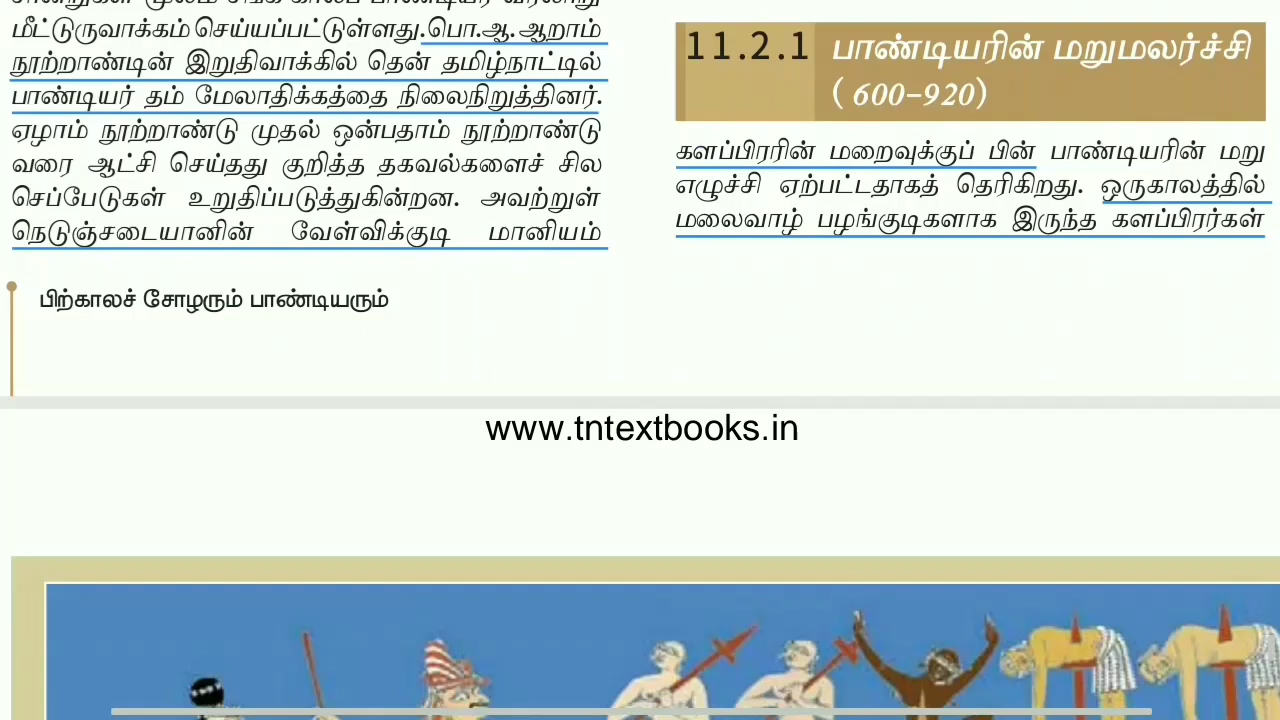 மீட்டுருவாக்கம் செய்யப்பட்டுள்ளது.பொ.ஆ.ஆறாம்
நூற்றாண்டின் இறுதிவாக்கில் தென் தமிழ்நாட்டில்
பாண்டியர் தம் மேலாதிக்கத்தை நிலைநிறுத்தினர்.
ஏழாம் நூற்றாண்டு முதல் ஒன்பதாம் நூற்றாண்டு
வரை ஆட்சி செய்தது குறித்த தகவல்களைச் சில
செப்பேடுகள் உறுதிப்படுத்துகின்றன. அவற்றுள்
நெடுஞ்சடையானின் வேள்விக்குடி மானியம்
பிற்காலச் சோழரும் பாண்டியரும்
11.2.1 பாண்டியரின் மறுமலர்ச்சி
( 600-920)
களப்பிரரின் மறைவுக்குப் பின் பாண்டியரின் மறு
எழுச்சி ஏற்பட்டதாகத் தெரிகிறது. ஒருகாலத்தில்
மலைவாழ் பழங்குடிகளாக இருந்த களப்பிரர்கள்
www.tntextbooks.in